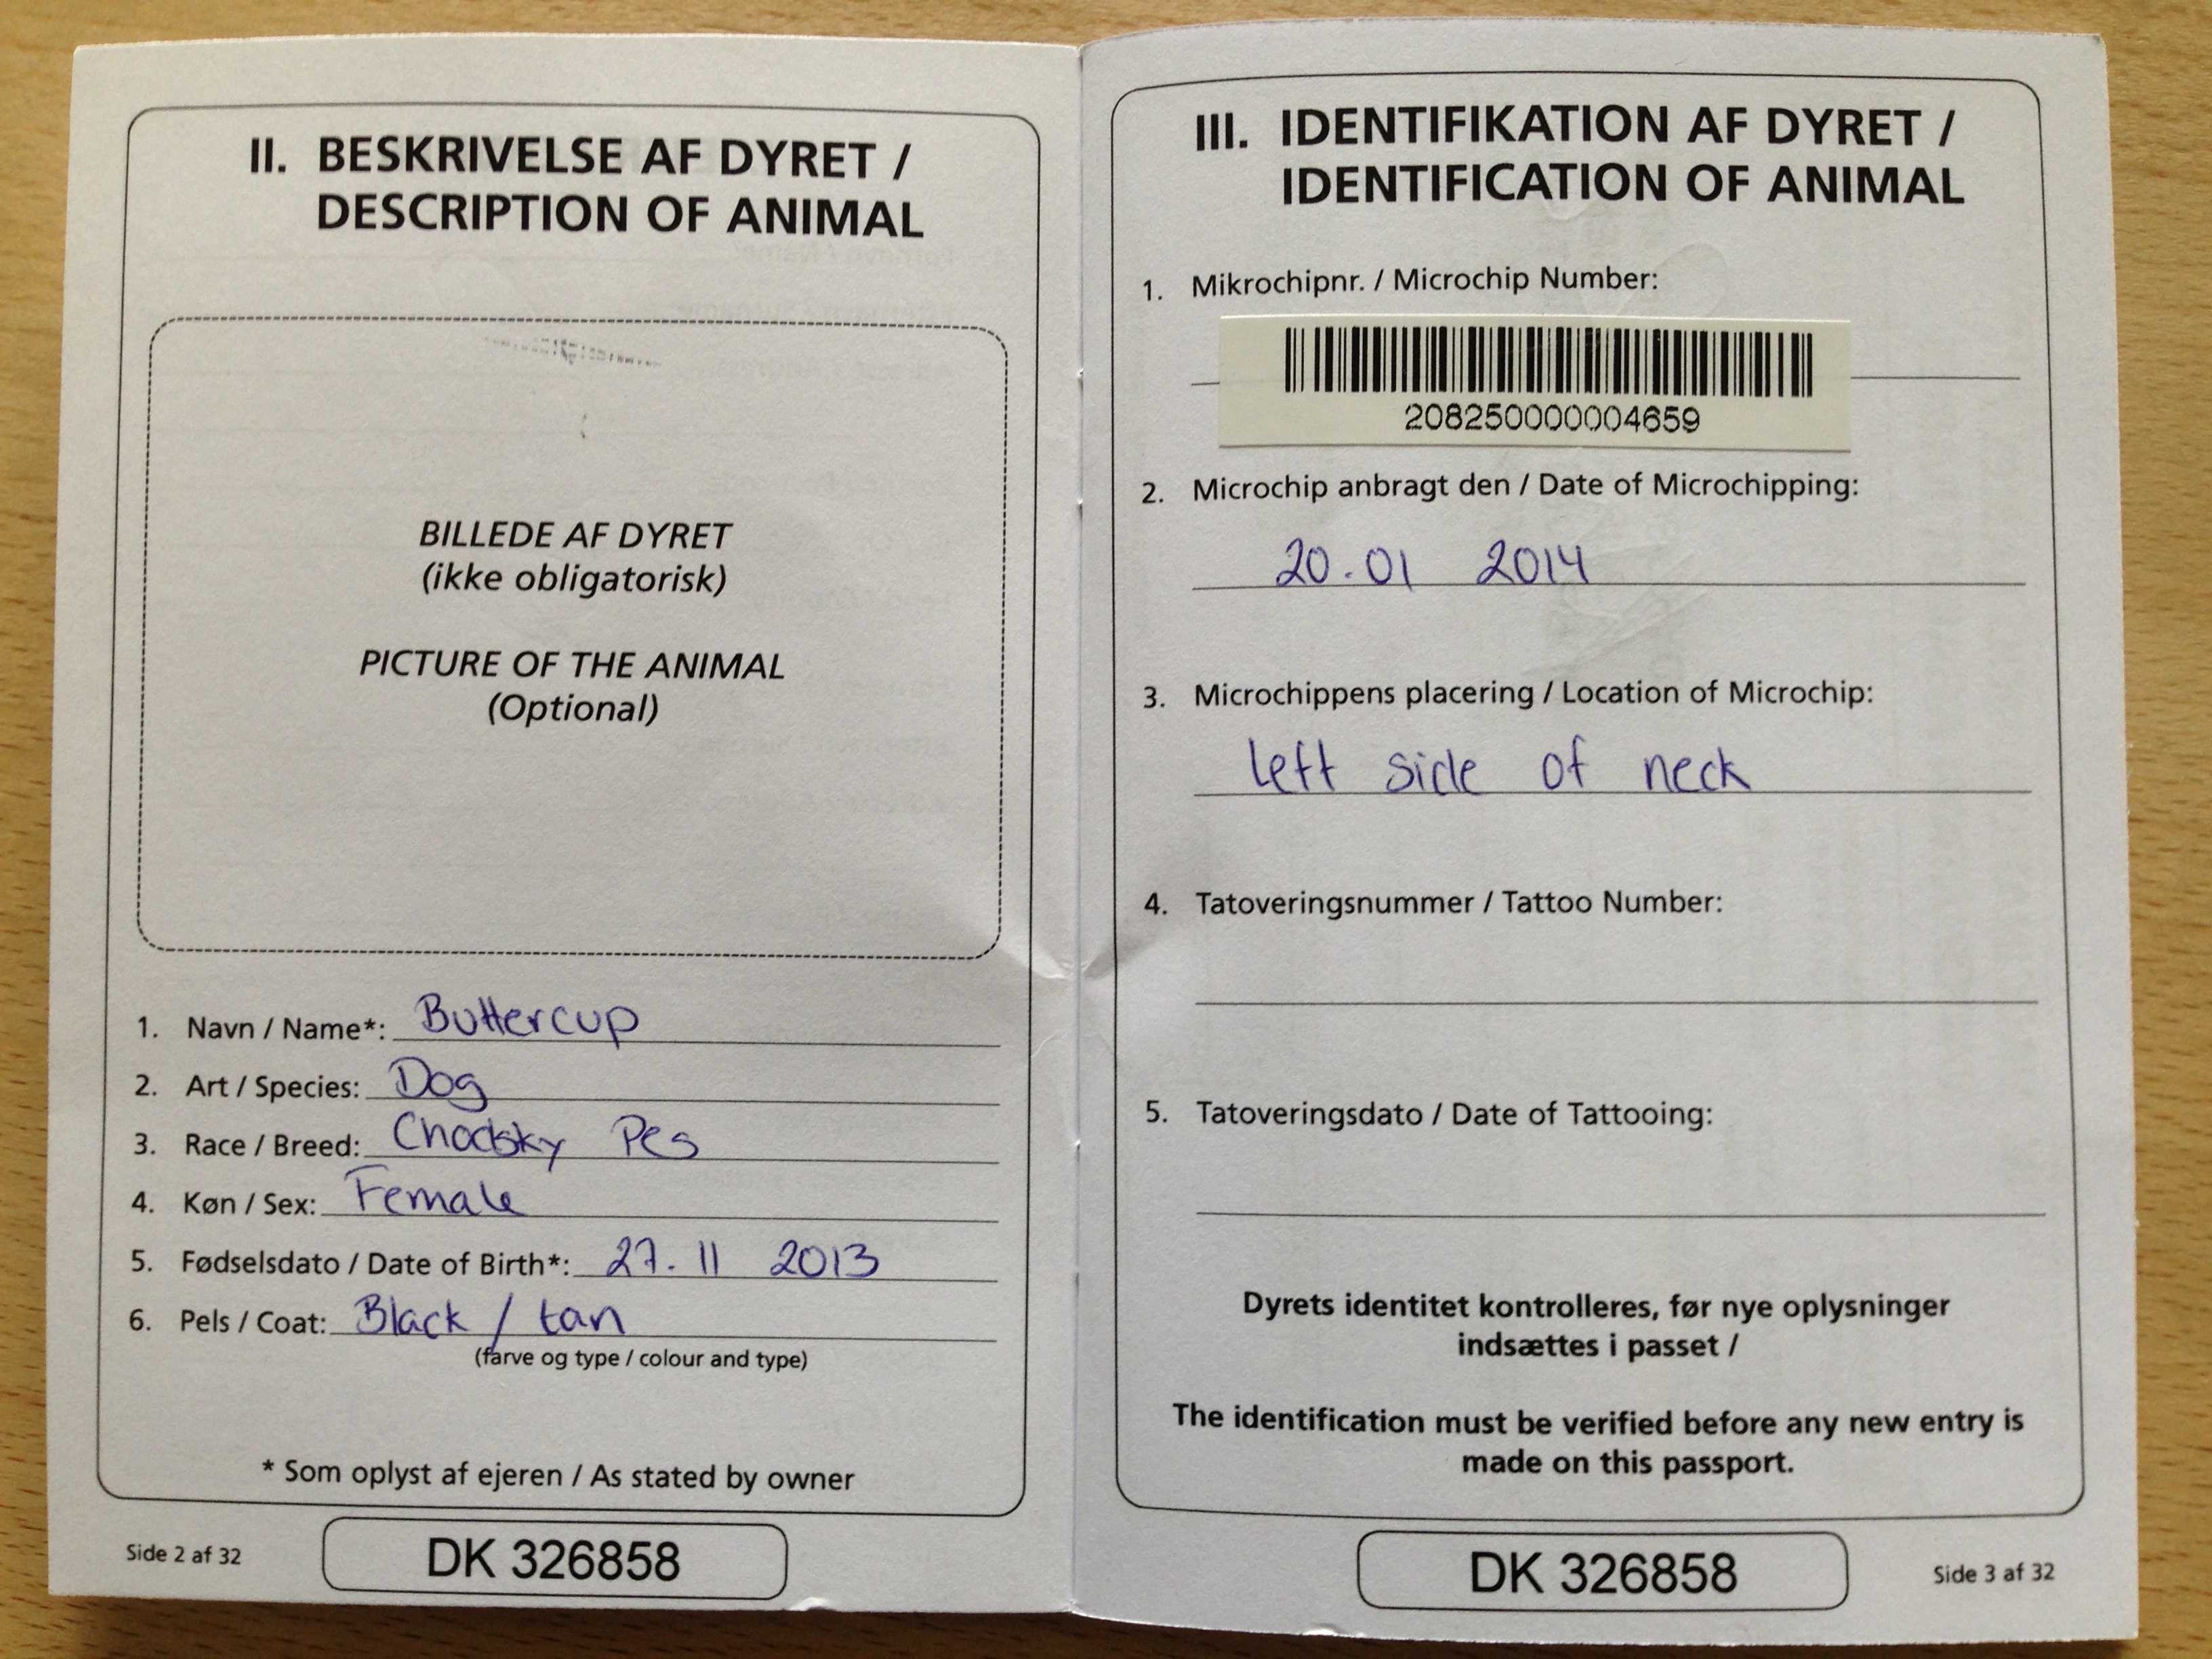 II. BESKRIVELSE AF DYRET /
DESCRIPTION OF ANIMAL
BILLEDE AF DYRET
(ikke obligatorisk)
PICTURE OF THE ANIMAL
(Optional)
1. Navn / Name*: Buttercup
2. Art / Species: Dog
3. Race / Breed: Chodsky Pes
4. Køn / Sex: Female
5. Fødselsdato / Date of Birth*: 27. 11 2013
6. Pels / Coat: Black / tan
(farve og type / colour and type)
* Som oplyst af ejeren / As stated by owner
Side 2 af 32
DK 326858
III. IDENTIFIKATION AF DYRET /
IDENTIFICATION OF ANIMAL
1. Mikrochipnr. / Microchip Number:
208250000004659
2. Microchip anbragt den / Date of Microchipping:
20.01 2014
3. Microchippens placering / Location of Microchip:
left side of neck
4. Tatoveringsnummer / Tattoo Number:
5. Tatoveringsdato / Date of Tattooing:
Dyrets identitet kontrolleres, før nye oplysninger
indsættes i passet /
The identification must be verified before any new entry is
made on this passport.
DK 326858
Side 3 af 32